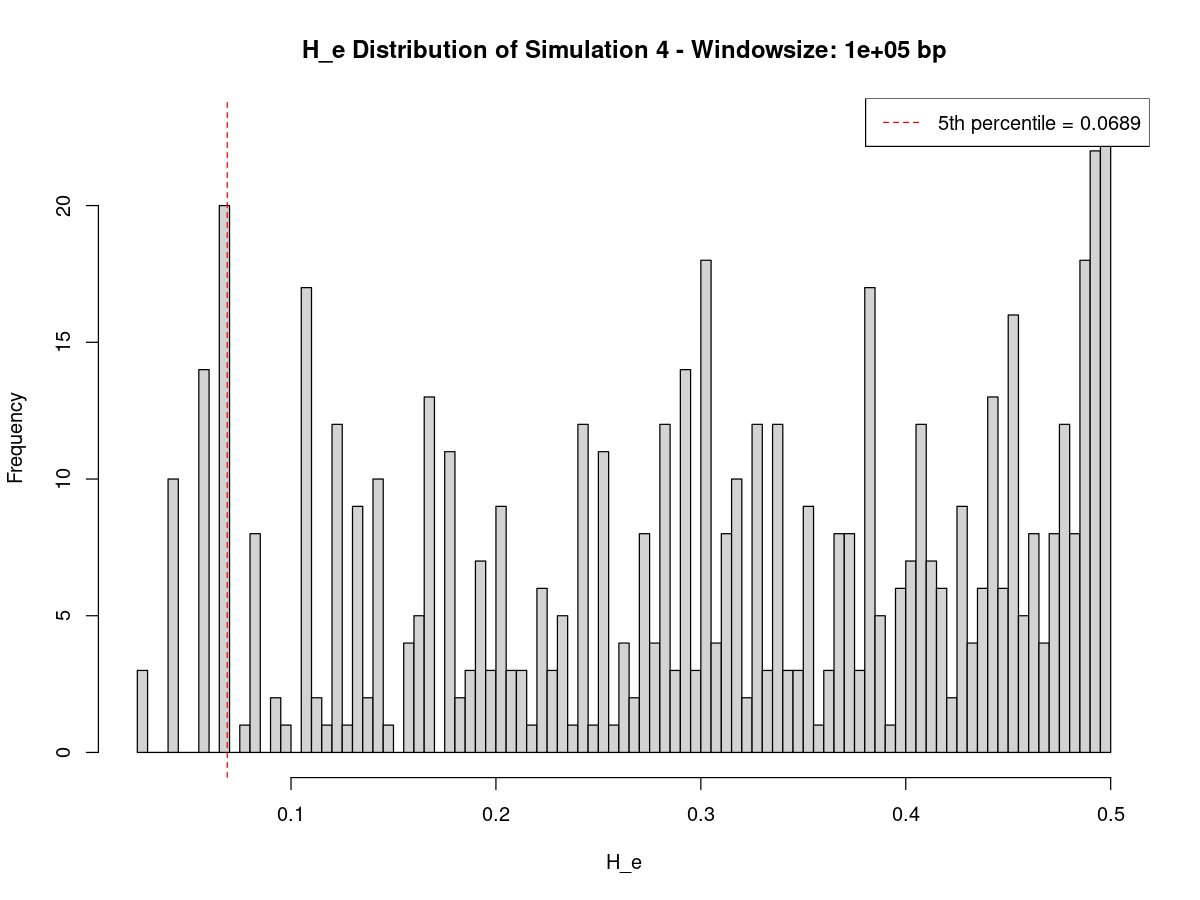 H_e Distribution of Simulation 4 - Windowsize: 1e+05 bp
5th percentile = 0.0689
Frequency
20
15
10
5
0
0.1 0.2 0.3 0.4 0.5
H_e